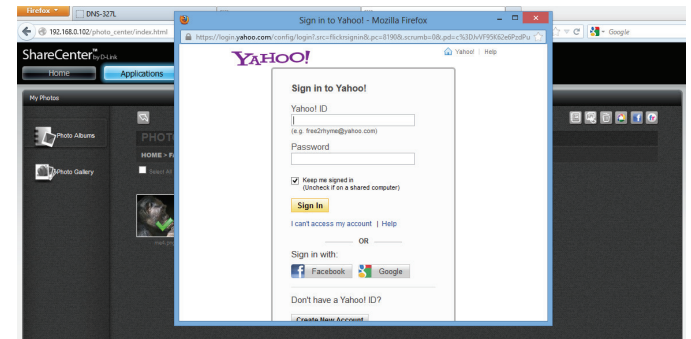 Firefox
DNS-327L
Sign in to Yahoo! - Mozilla Firefox
192.168.0.102/photo_center/index.html
https://login.yahoo.com/config/login?.src=flickrsignin&.pc=8190&.scrumb=0&.pd=c%3DJvVF95K62e6PzdPu
Google
ShareCenter™ by D-Link
YAHOO!
Yahoo! | Help
Home
Applications
My Photos
Sign in to Yahoo!
Yahoo! ID
(e.g. free2rhyme@yahoo.com)
Photo Albums
PHOT
Password
HOME > F
Photo Gallery
Select All
Keep me signed in
(Uncheck if on a shared computer)
Sign In
I can't access my account | Help
OR
Sign in with:
Facebook
Google
Don't have a Yahoo! ID?
Create New Account